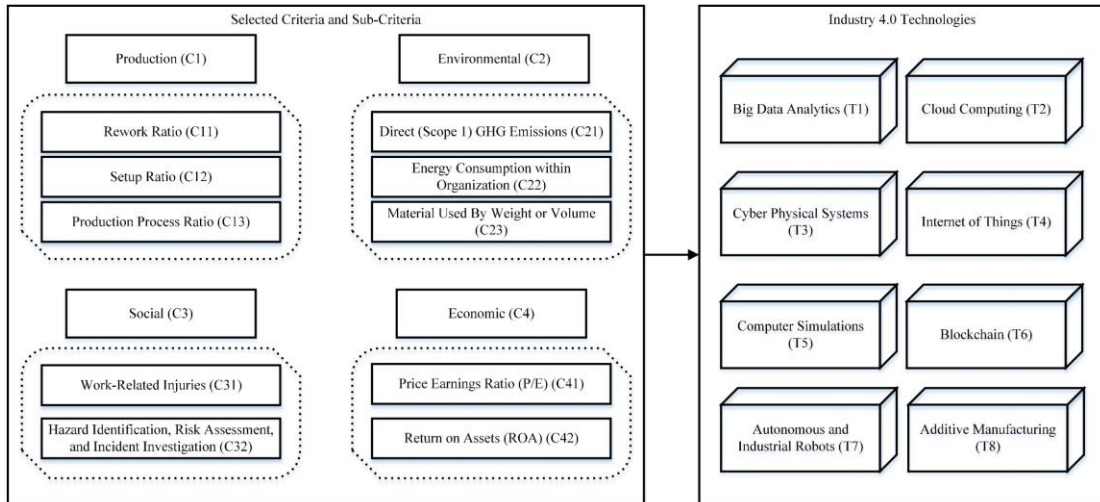 Selected Criteria and Sub-Criteria
Production (C1)
Rework Ratio (C11)
Setup Ratio (C12)
Production Process Ratio (C13)
Environmental (C2)
Direct (Scope 1) GHG Emissions (C21)
Energy Consumption within
Organization (C22)
Material Used By Weight or Volume
(C23)
Social (C3)
Work-Related Injuries (C31)
Hazard Identification, Risk Assessment,
and Incident Investigation (C32)
Economic (C4)
Price Earnings Ratio (P/E) (C41)
Return on Assets (ROA) (C42)
Industry 4.0 Technologies
Big Data Analytics (T1)
Cloud Computing (T2)
Cyber Physical Systems
(T3)
Internet of Things (T4)
Computer Simulations
(T5)
Blockchain (T6)
Autonomous and
Industrial Robots (T7)
Additive Manufacturing
(T8)